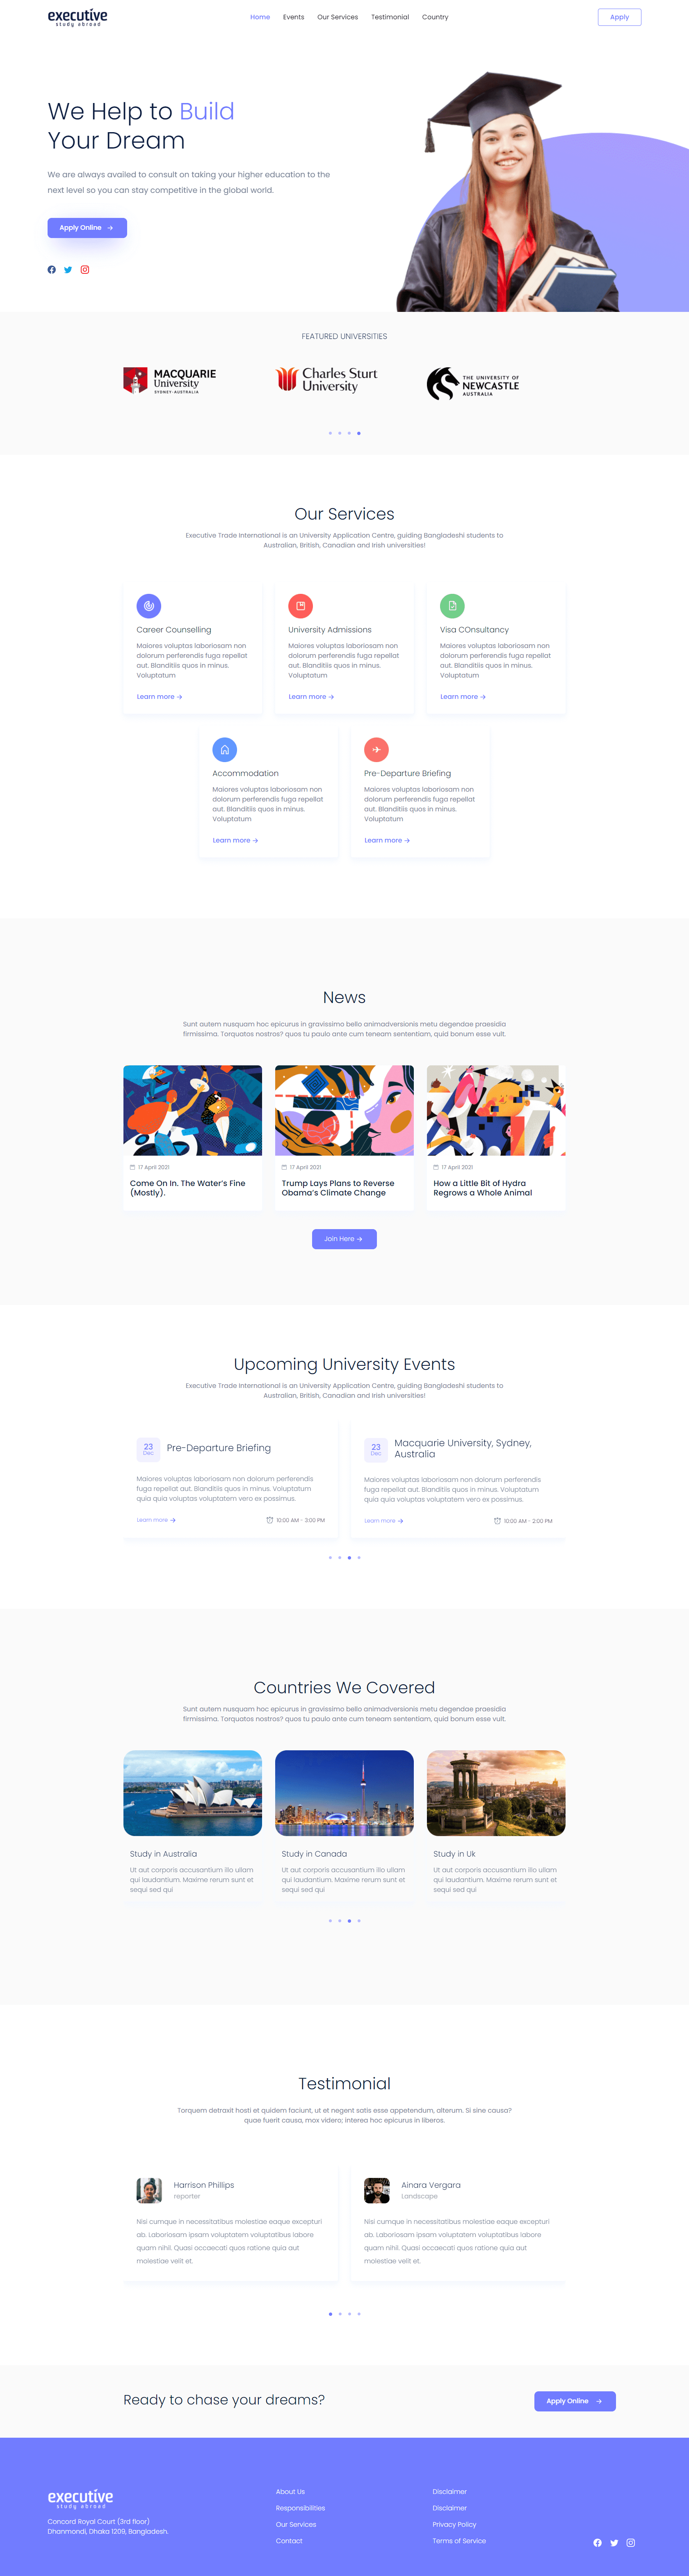 executive
study abroad
Home Events Our Services Testimonial Country
Apply
We Help to Build
Your Dream
We are always availed to consult on taking your higher education to the
next level so you can stay competitive in the global world.
Apply Online
FEATURED UNIVERSITIES
MACQUARIE
University
SYDNEY·AUSTRALIA
Charles Sturt
University
THE UNIVERSITY OF
NEWCASTLE
AUSTRALIA
Our Services
Executive Trade International is an University Application Centre, guiding Bangladeshi students to
Australian, British, Canadian and Irish universities!
Career Counselling
Maiores voluptas laboriosam non
dolorum perferendis fuga repellat
aut. Blanditiis quos in minus.
Voluptatum
Learn more
University Admissions
Maiores voluptas laboriosam non
dolorum perferendis fuga repellat
aut. Blanditiis quos in minus.
Voluptatum
Learn more
Visa COnsultancy
Maiores voluptas laboriosam non
dolorum perferendis fuga repellat
aut. Blanditiis quos in minus.
Voluptatum
Learn more
Accommodation
Maiores voluptas laboriosam non
dolorum perferendis fuga repellat
aut. Blanditiis quos in minus.
Voluptatum
Learn more
Pre-Departure Briefing
Maiores voluptas laboriosam non
dolorum perferendis fuga repellat
aut. Blanditiis quos in minus.
Voluptatum
Learn more
News
Sunt autem nusquam hoc epicurus in gravissimo bello animadversionis metu degendae praesidia
firmissima. Torquatos nostros? quos tu paulo ante cum teneam sententiam, quid bonum esse vult.
17 April 2021
Come On In. The Water's Fine
(Mostly).
17 April 2021
Trump Lays Plans to Reverse
Obama's Climate Change
17 April 2021
How a Little Bit of Hydra
Regrows a Whole Animal
Join Here
Upcoming University Events
Executive Trade International is an University Application Centre, guiding Bangladeshi students to
Australian, British, Canadian and Irish universities!
23
Dec
Pre-Departure Briefing
Maiores voluptas laboriosam non dolorum perferendis
fuga repellat aut. Blanditiis quos in minus. Voluptatum
quia quia voluptas voluptatem vero ex possimus.
Learn more
10:00 AM - 3:00 PM
23
Dec
Macquarie University, Sydney,
Australia
Maiores voluptas laboriosam non dolorum perferendis
fuga repellat aut. Blanditiis quos in minus. Voluptatum
quia quia voluptas voluptatem vero ex possimus.
Learn more
10:00 AM - 2:00 PM
Countries We Covered
Sunt autem nusquam hoc epicurus in gravissimo bello animadversionis metu degendae praesidia
firmissima. Torquatos nostros? quos tu paulo ante cum teneam sententiam, quid bonum esse vult.
Study in Australia
Ut aut corporis accusantium illo ullam
qui laudantium. Maxime rerum sunt et
sequi sed qui
Study in Canada
Ut aut corporis accusantium illo ullam
qui laudantium. Maxime rerum sunt et
sequi sed qui
Study in Uk
Ut aut corporis accusantium illo ullam
qui laudantium. Maxime rerum sunt et
sequi sed qui
Testimonial
Torquem detraxit hosti et quidem faciunt, ut et negent satis esse appetendum, alterum. Si sine causa?
quae fuerit causa, mox videro; interea hoc epicurus in liberos.
Harrison Phillips
reporter
Nisi cumque in necessitatibus molestiae eaque excepturi
ab. Laboriosam ipsam voluptatem voluptatibus labore
quam nihil. Quasi occaecati quos ratione quia aut
molestiae velit et.
Ainara Vergara
Landscape
Nisi cumque in necessitatibus molestiae eaque excepturi
ab. Laboriosam ipsam voluptatem voluptatibus labore
quam nihil. Quasi occaecati quos ratione quia aut
molestiae velit et.
Ready to chase your dreams?
Apply Online
executive
study abroad
Concord Royal Court (3rd floor)
Dhanmondi, Dhaka 1209, Bangladesh.
About Us
Responsibilities
Our Services
Contact
Disclaimer
Disclaimer
Privacy Policy
Terms of Service